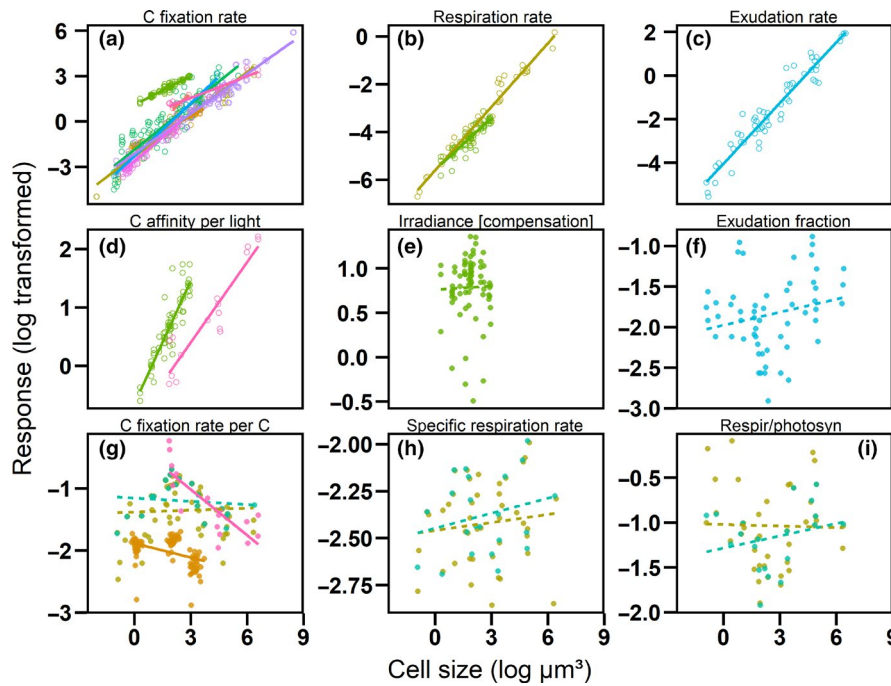 C fixation rate
Respiration rate
Exudation rate
6
3
0
−3
(a)
0
−2
−4
−6
(b)
2
0
−2
−4
(c)
C affinity per light
Irradiance [compensation]
Exudation fraction
2
1
0
(d)
1.0
0.5
0.0
−0.5
(e)
−1.0
−1.5
−2.0
−2.5
−3.0
(f)
C fixation rate per C
Specific respiration rate
Respir/photosyn
−1
−2
−3
(g)
−2.00
−2.25
−2.50
−2.75
(h)
−0.5
−1.0
−1.5
−2.0
(i)
0 3 6 9
0 3 6 9
0 3 6 9
Response (log transformed)
Cell size (log µm³)